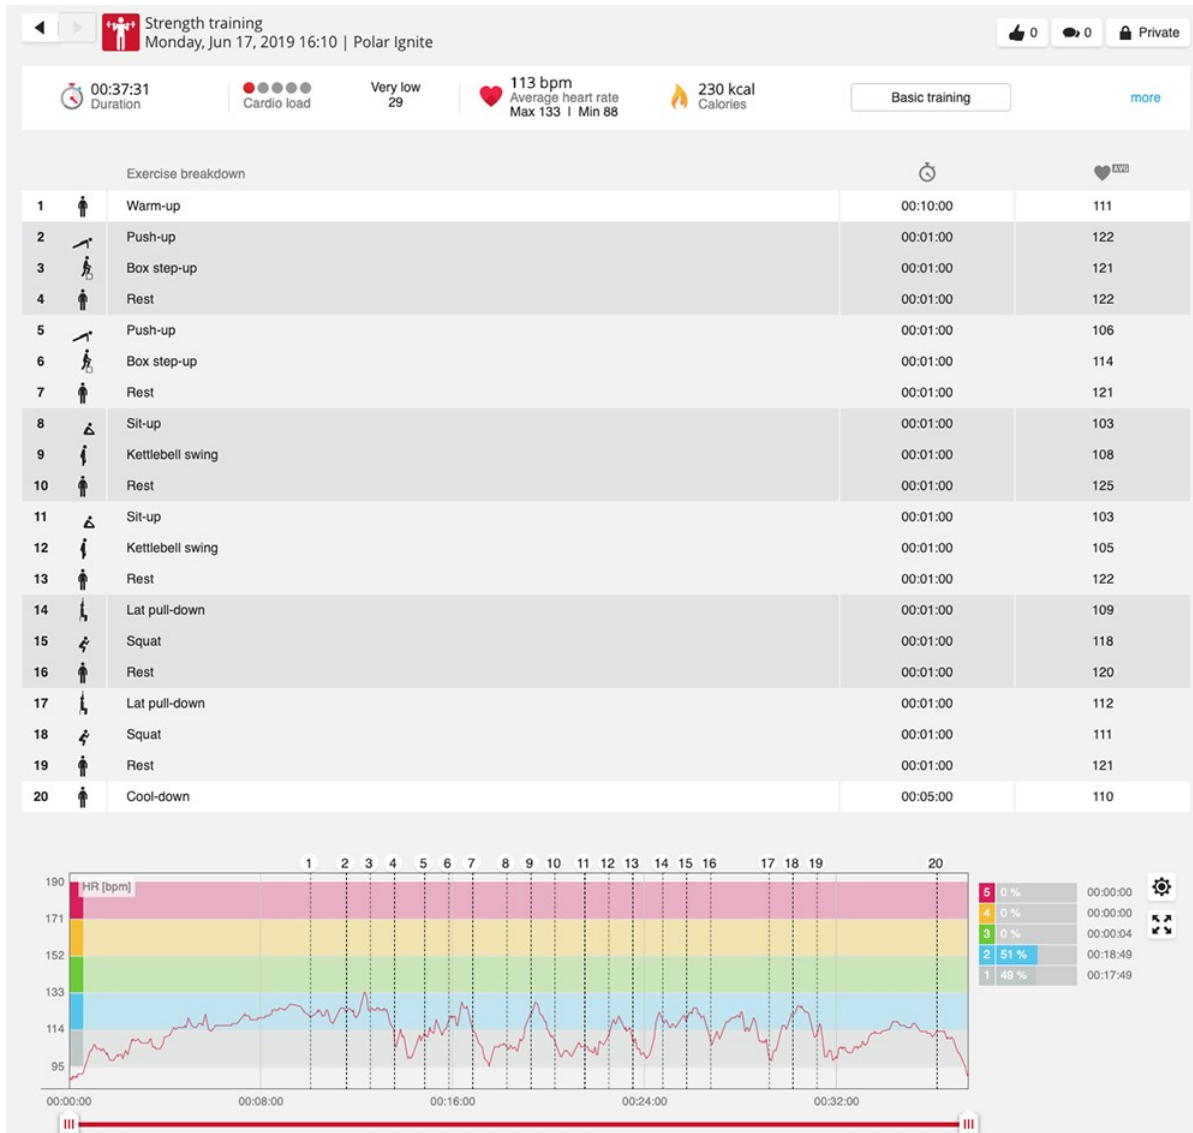 Strength training
Monday, Jun 17, 2019 16:10 | Polar Ignite
0
0
Private
00:37:31
Duration
Cardio load
Very low
29
113 bpm
Average heart rate
Max 133 | Min 88
230 kcal
Calories
Basic training
more
Exercise breakdown
AVG
1 Warm-up 00:10:00 111
2 Push-up 00:01:00 122
3 Box step-up 00:01:00 121
4 Rest 00:01:00 122
5 Push-up 00:01:00 106
6 Box step-up 00:01:00 114
7 Rest 00:01:00 121
8 Sit-up 00:01:00 103
9 Kettlebell swing 00:01:00 108
10 Rest 00:01:00 125
11 Sit-up 00:01:00 103
12 Kettlebell swing 00:01:00 105
13 Rest 00:01:00 122
14 Lat pull-down 00:01:00 109
15 Squat 00:01:00 118
16 Rest 00:01:00 120
17 Lat pull-down 00:01:00 112
18 Squat 00:01:00 111
19 Rest 00:01:00 121
20 Cool-down 00:05:00 110
1 2 3 4 5 6 7 8 9 10 11 12 13 14 15 16 17 18 19 20
HR [bpm]
190
171
152
133
114
95
00:00:00 00:08:00 00:16:00 00:24:00 00:32:00
5 0 % 00:00:00
4 0 % 00:00:00
3 0 % 00:00:04
2 51 % 00:18:49
1 49 % 00:17:49